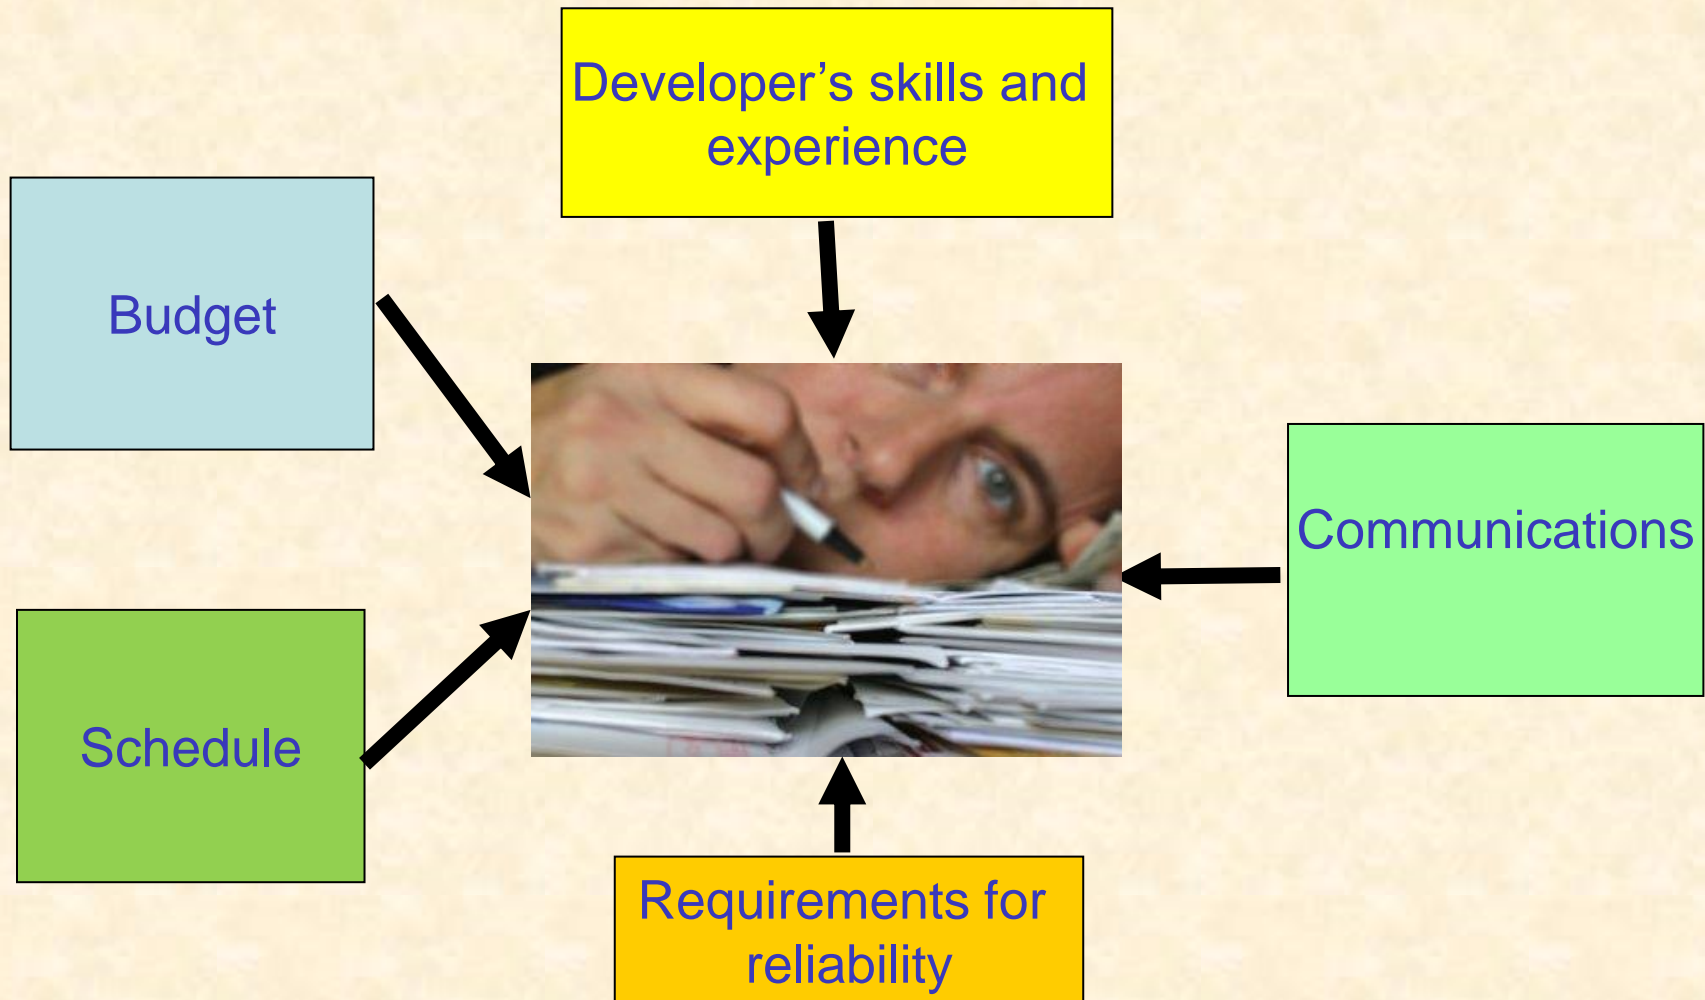 Developer’s skills and
experience
Budget
Communications
Schedule
Requirements for
reliability